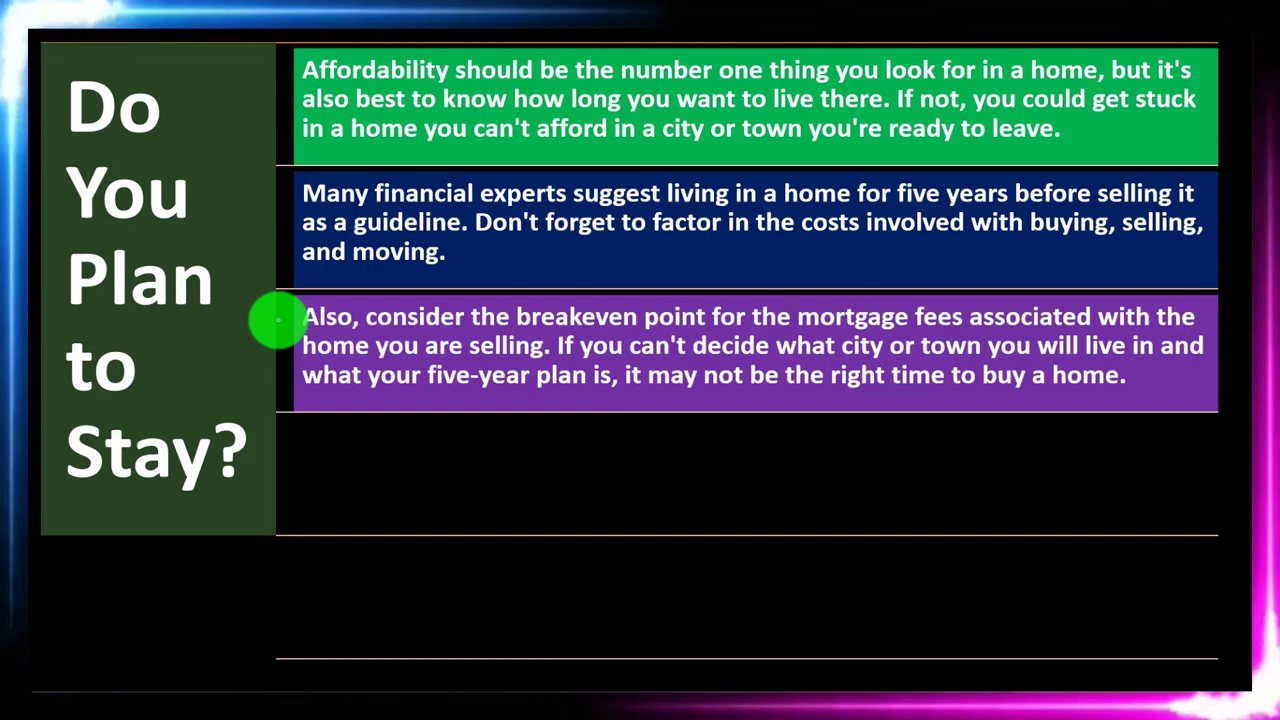 Do
You
Plan
to
Stay?
Affordability should be the number one thing you look for in a home, but it's
also best to know how long you want to live there. If not, you could get stuck
in a home you can't afford in a city or town you're ready to leave.
Many financial experts suggest living in a home for five years before selling it
as a guideline. Don't forget to factor in the costs involved with buying, selling,
and moving.
Also, consider the breakeven point for the mortgage fees associated with the
home you are selling. If you can't decide what city or town you will live in and
what your five-year plan is, it may not be the right time to buy a home.